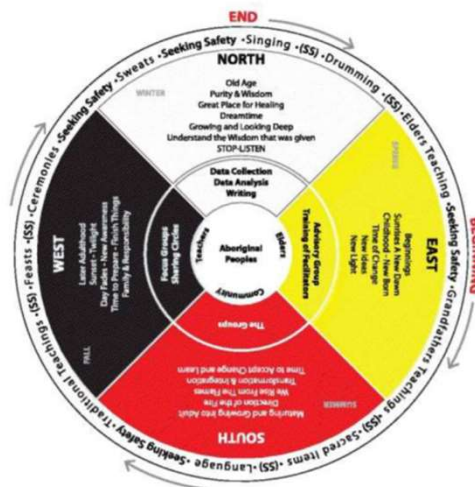 END
BEGINNING
•Sweats •Seeking Safety •Singing •(SS) •Drumming •(SS) •Elders Teaching •Seeking Safety •Grandfathers Teachings •(SS) •Sacred Items •(SS) •Language •Seeking Safety •Traditional Teachings •(SS) •Feasts •(SS) •Ceremonies •Seeking Safety
NORTH
WINTER
Old Age
Purity & Wisdom
Great Place for Healing
Dreamtime
Growing and Looking Deep
Understand the Wisdom that was given
STOP-LISTEN
Data Collection
Data Analysis
Writing
EAST
SPRING
Beginnings
Sunrises A New Dawn
Childhood - New Born
Time of Change
New Ideas
New Light
Advisory Group
Training of Facilitators
SOUTH
SUMMER
Maturing and Growing into Adult
Direction of the Fire
We Rise From The Flames
Transformation & Integration
Time to Accept Change and Learn
The Groups
WEST
FALL
Later Adulthood
Sunset - Twilight
Day Fades - New Awareness
Time to Prepare - Finish Things
Family & Responsibility
Focus Groups
Sharing Circles
Teachers
Elders
Community
Aboriginal
Peoples